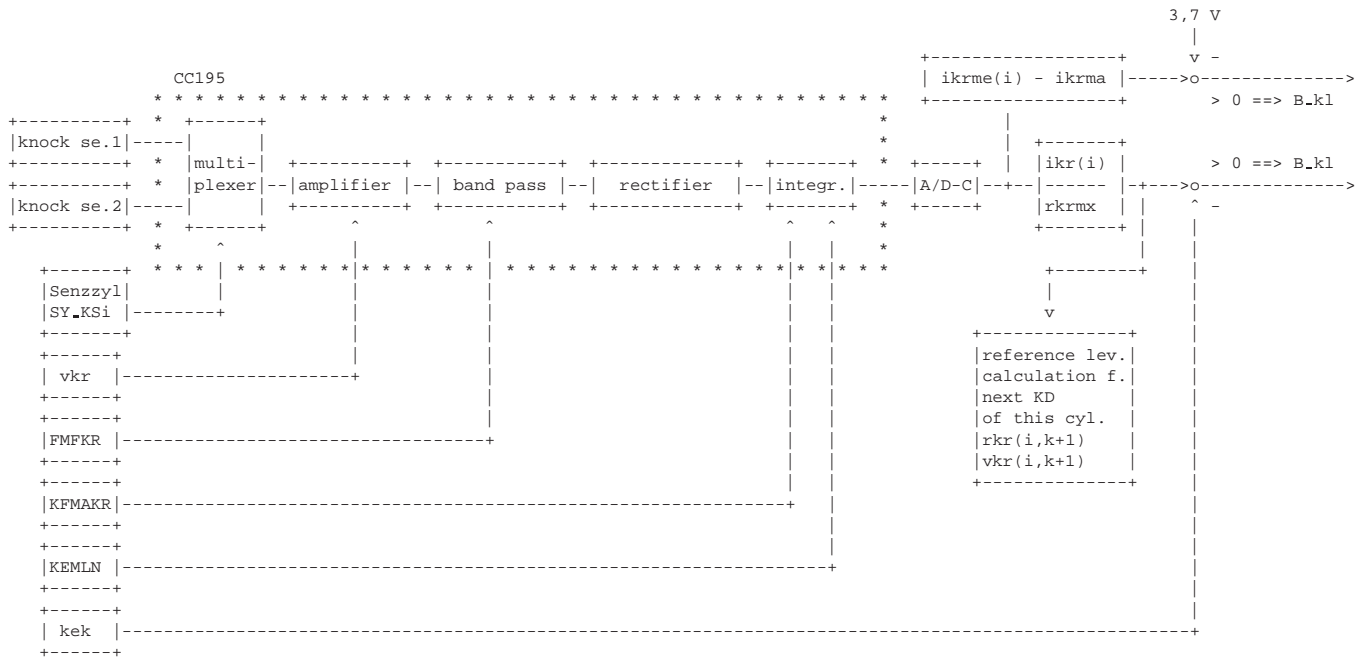 3,7 V
CC195
ikrme(i) - ikrma
-
> 0 ==> B_kl
knock se.1
multi-
plexer
amplifier
band pass
rectifier
integr.
A/D-C
ikr(i)
------
rkrmx
> 0 ==> B_kl
-
knock se.2
Senzzyl
SY_KSi
vkr
FMFKR
KFMAKR
KEMLN
kek
reference lev.
calculation f.
next KD
of this cyl.
rkr(i,k+1)
vkr(i,k+1)